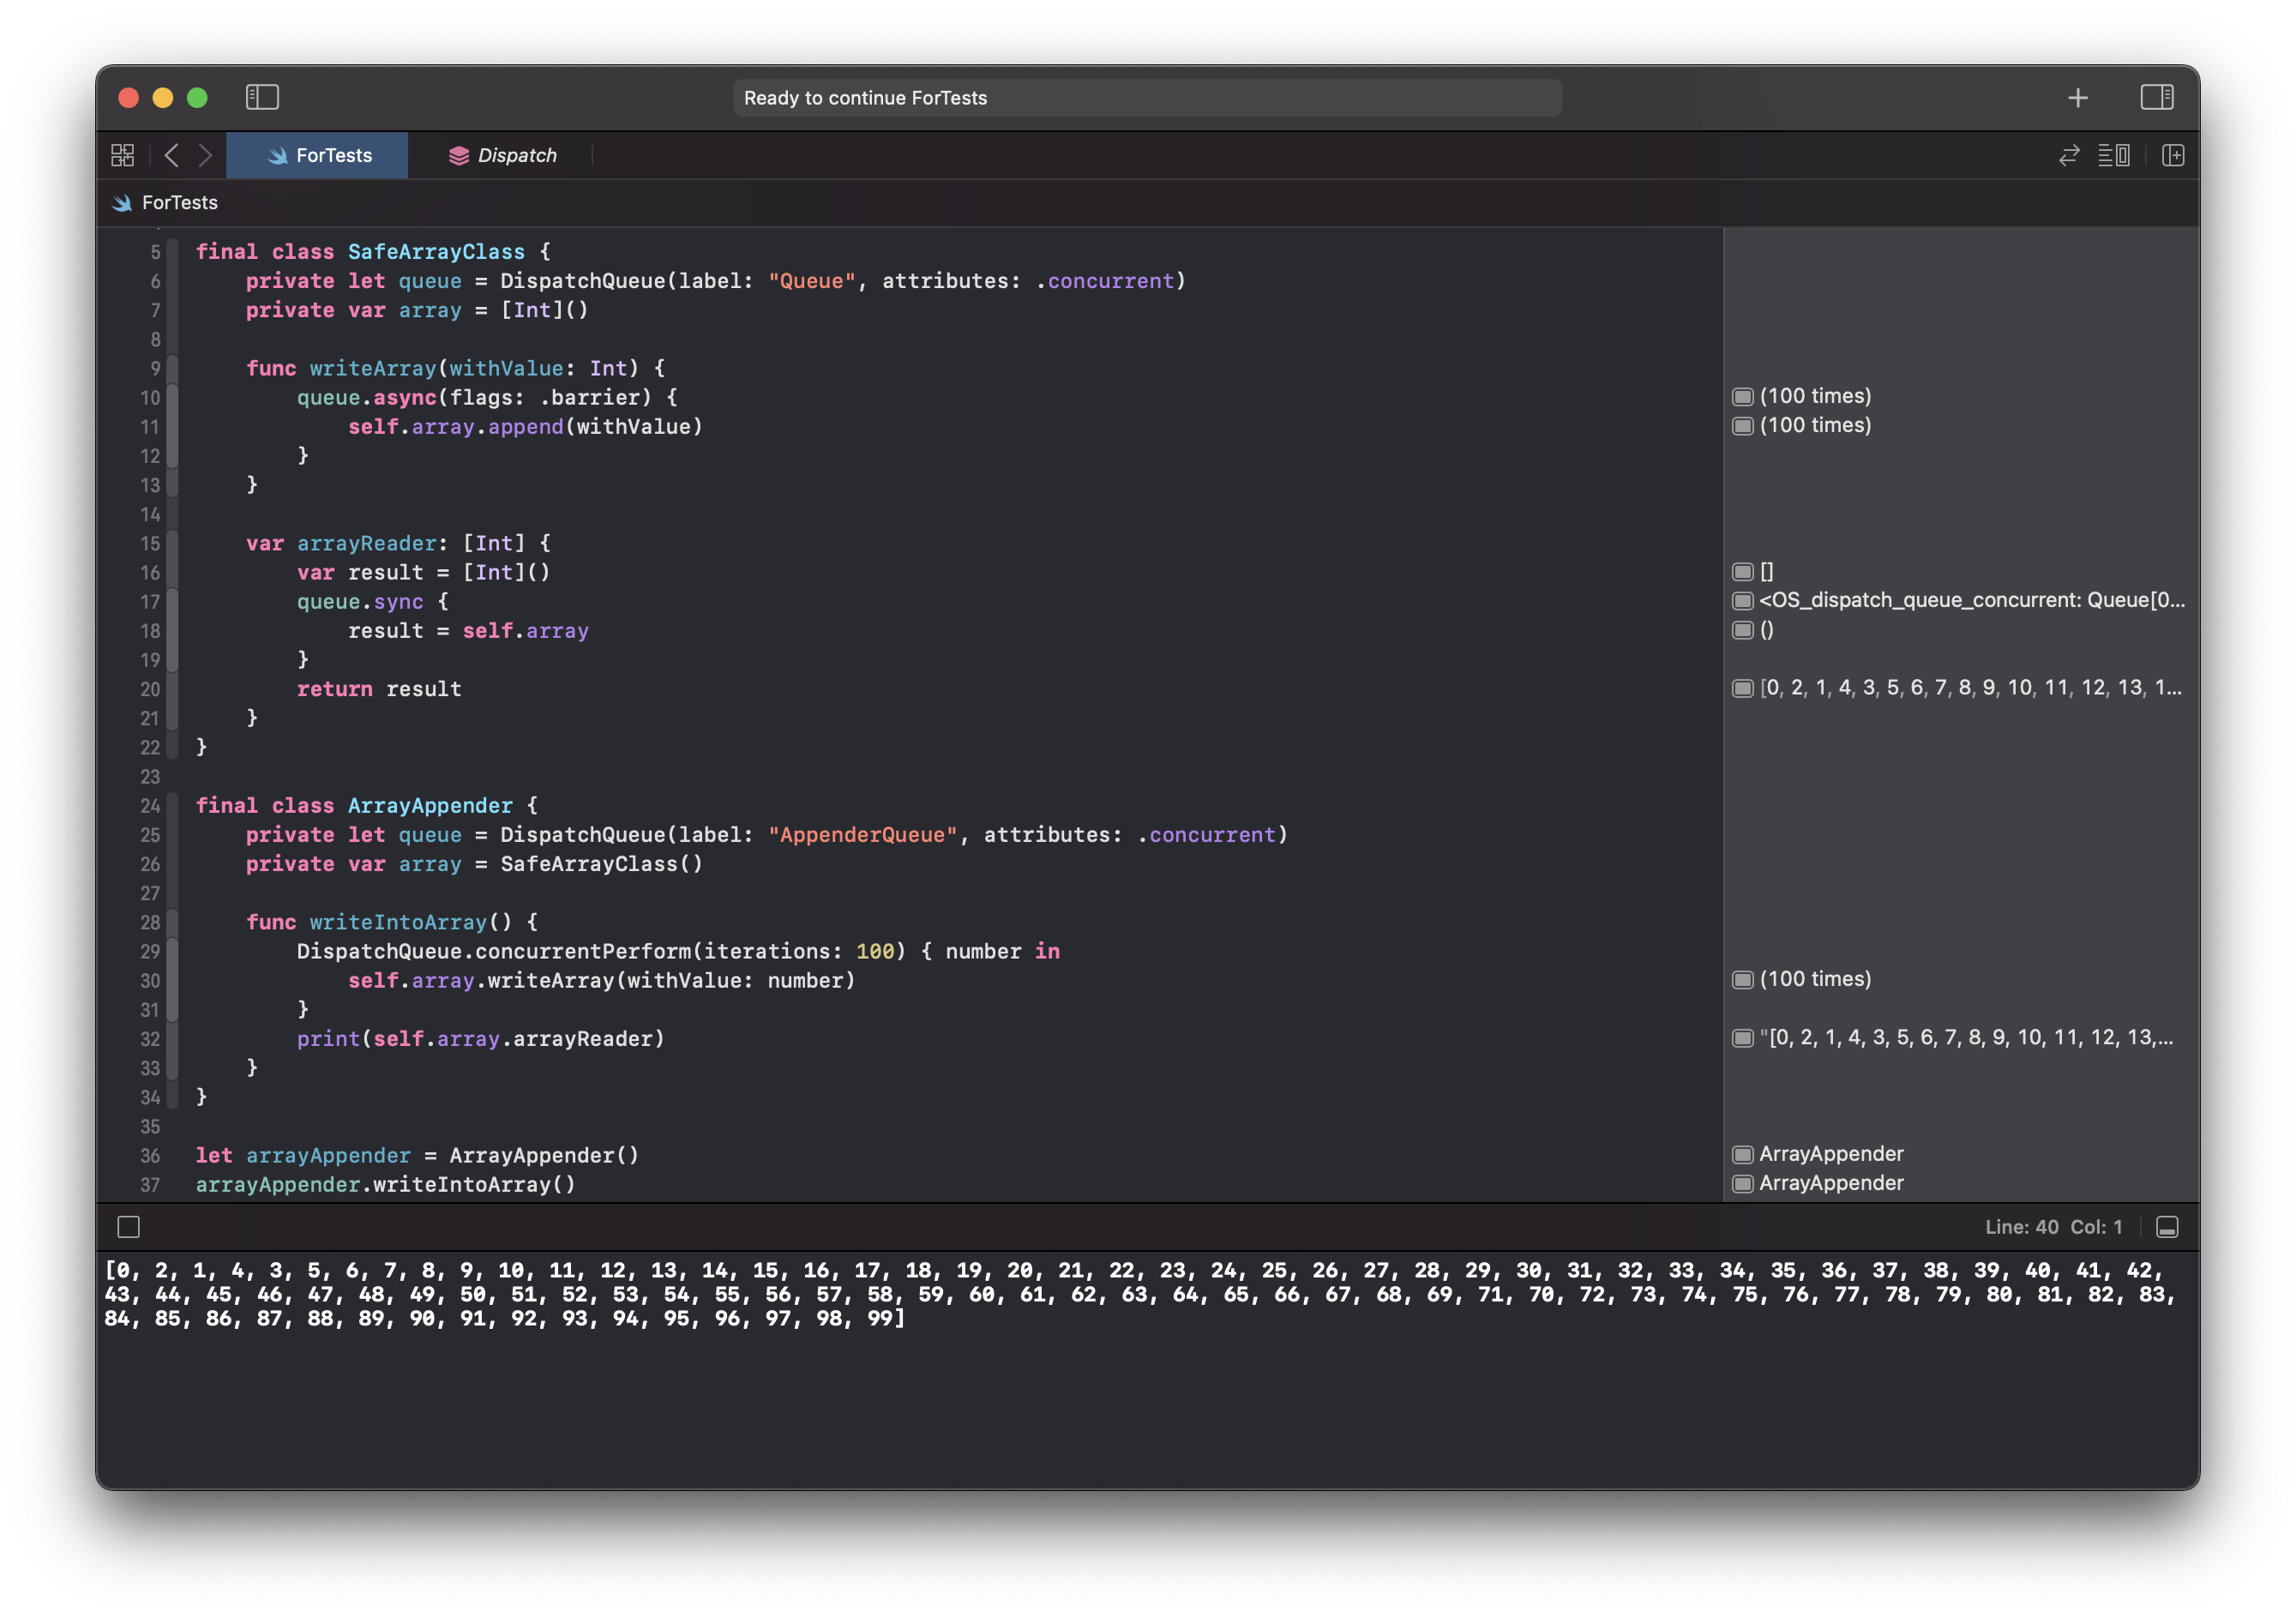 Ready to continue ForTests
ForTests Dispatch
ForTests
5 final class SafeArrayClass {
6 private let queue = DispatchQueue(label: "Queue", attributes: .concurrent)
7 private var array = [Int]()
8
9 func writeArray(withValue: Int) {
10 queue.async(flags: .barrier) { (100 times)
11 self.array.append(withValue) (100 times)
12 }
13 }
14
15 var arrayReader: [Int] {
16 var result = [Int]() []
17 queue.sync { <OS_dispatch_queue_concurrent: Queue[0...
18 result = self.array ()
19 }
20 return result [0, 2, 1, 4, 3, 5, 6, 7, 8, 9, 10, 11, 12, 13, 1...
21 }
22 }
23
24 final class ArrayAppender {
25 private let queue = DispatchQueue(label: "AppenderQueue", attributes: .concurrent)
26 private var array = SafeArrayClass()
27
28 func writeIntoArray() {
29 DispatchQueue.concurrentPerform(iterations: 100) { number in
30 self.array.writeArray(withValue: number) (100 times)
31 }
32 print(self.array.arrayReader) "[0, 2, 1, 4, 3, 5, 6, 7, 8, 9, 10, 11, 12, 13,...
33 }
34 }
35
36 let arrayAppender = ArrayAppender() ArrayAppender
37 arrayAppender.writeIntoArray() ArrayAppender
Line: 40 Col: 1
[0, 2, 1, 4, 3, 5, 6, 7, 8, 9, 10, 11, 12, 13, 14, 15, 16, 17, 18, 19, 20, 21, 22, 23, 24, 25, 26, 27, 28, 29, 30, 31, 32, 33, 34, 35, 36, 37, 38, 39, 40, 41, 42,
43, 44, 45, 46, 47, 48, 49, 50, 51, 52, 53, 54, 55, 56, 57, 58, 59, 60, 61, 62, 63, 64, 65, 66, 67, 68, 69, 71, 70, 72, 73, 74, 75, 76, 77, 78, 79, 80, 81, 82, 83,
84, 85, 86, 87, 88, 89, 90, 91, 92, 93, 94, 95, 96, 97, 98, 99]